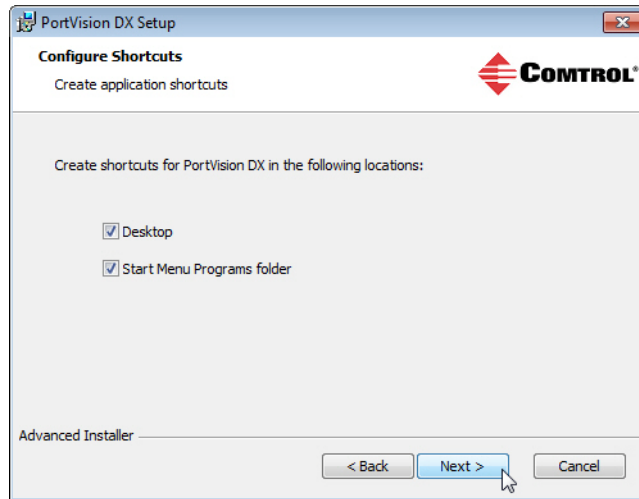 PortVision DX Setup
Configure Shortcuts
Create application shortcuts
COMTROL®
Create shortcuts for PortVision DX in the following locations:
Desktop
Start Menu Programs folder
Advanced Installer
< Back Next > Cancel